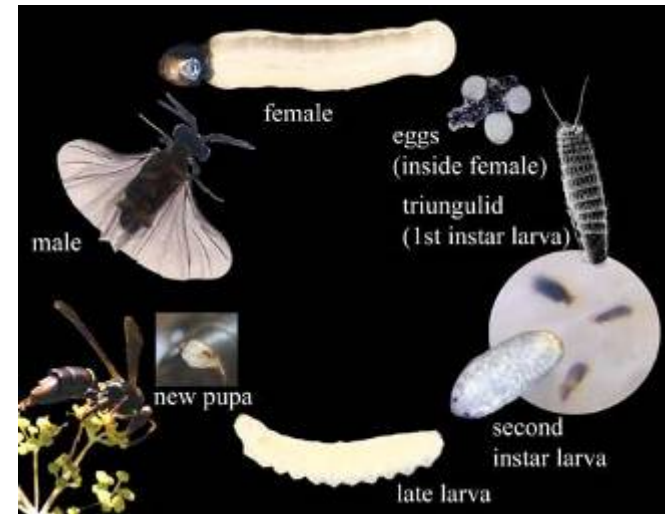 female
eggs
(inside female)
triungulid
(1st instar larva)
male
new pupa
second
instar larva
late larva